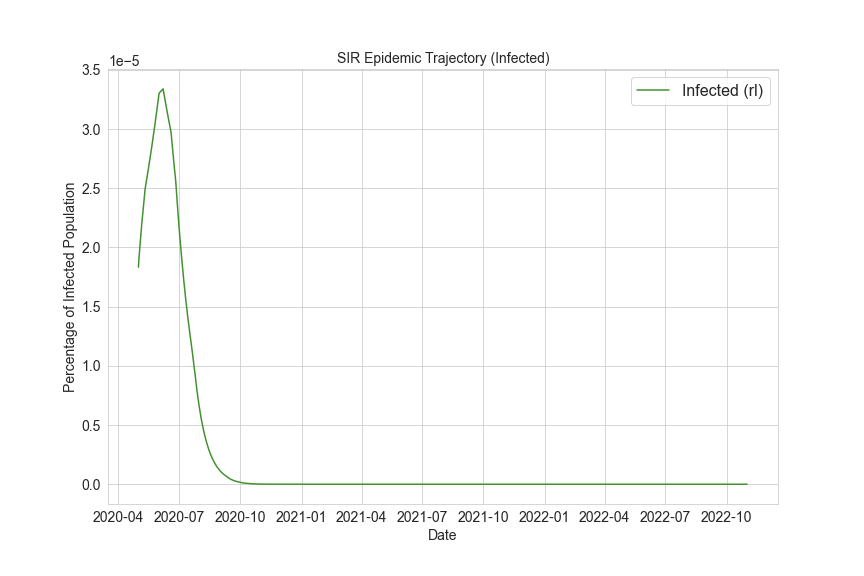 SIR Epidemic Trajectory (Infected)
1e−5
Infected (rI)
3.5
3.0
2.5
2.0
1.5
1.0
0.5
0.0
Percentage of Infected Population
2020-04 2020-07 2020-10 2021-01 2021-04 2021-07 2021-10 2022-01 2022-04 2022-07 2022-10
Date